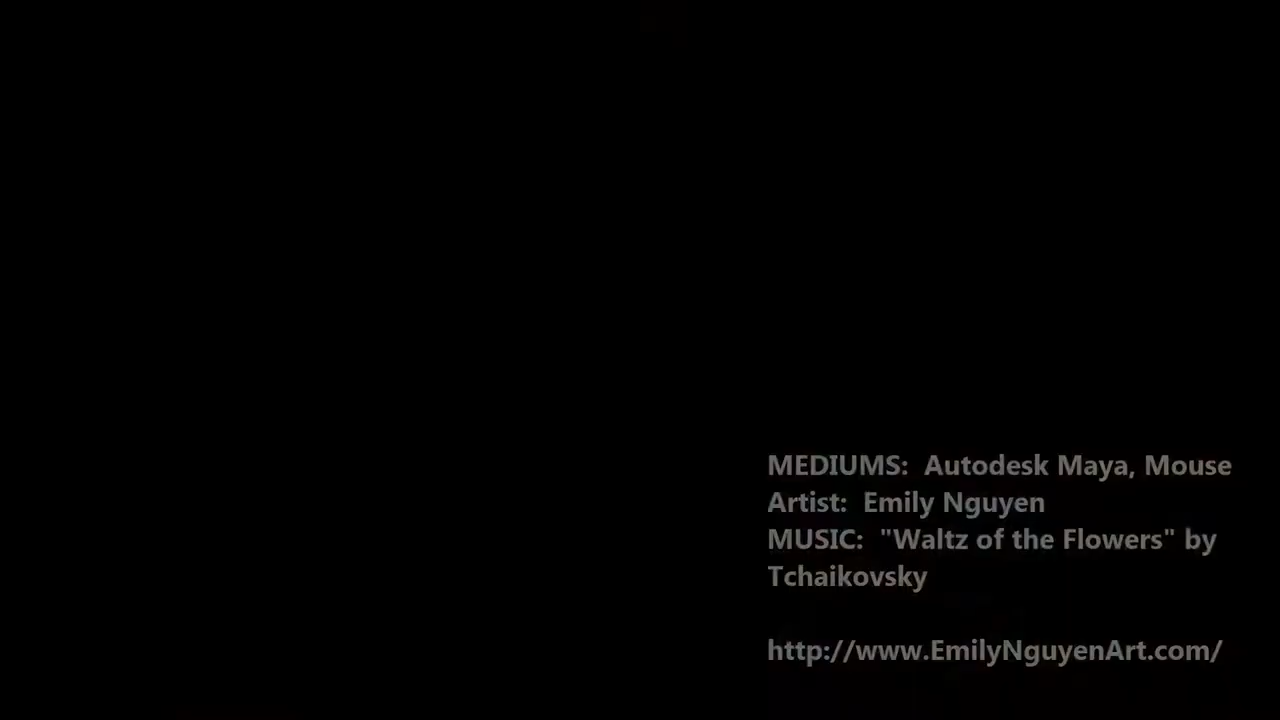 MEDIUMS:  Autodesk Maya, Mouse
Artist:  Emily Nguyen
MUSIC:  "Waltz of the Flowers" by
Tchaikovsky
http://www.EmilyNguyenArt.com/